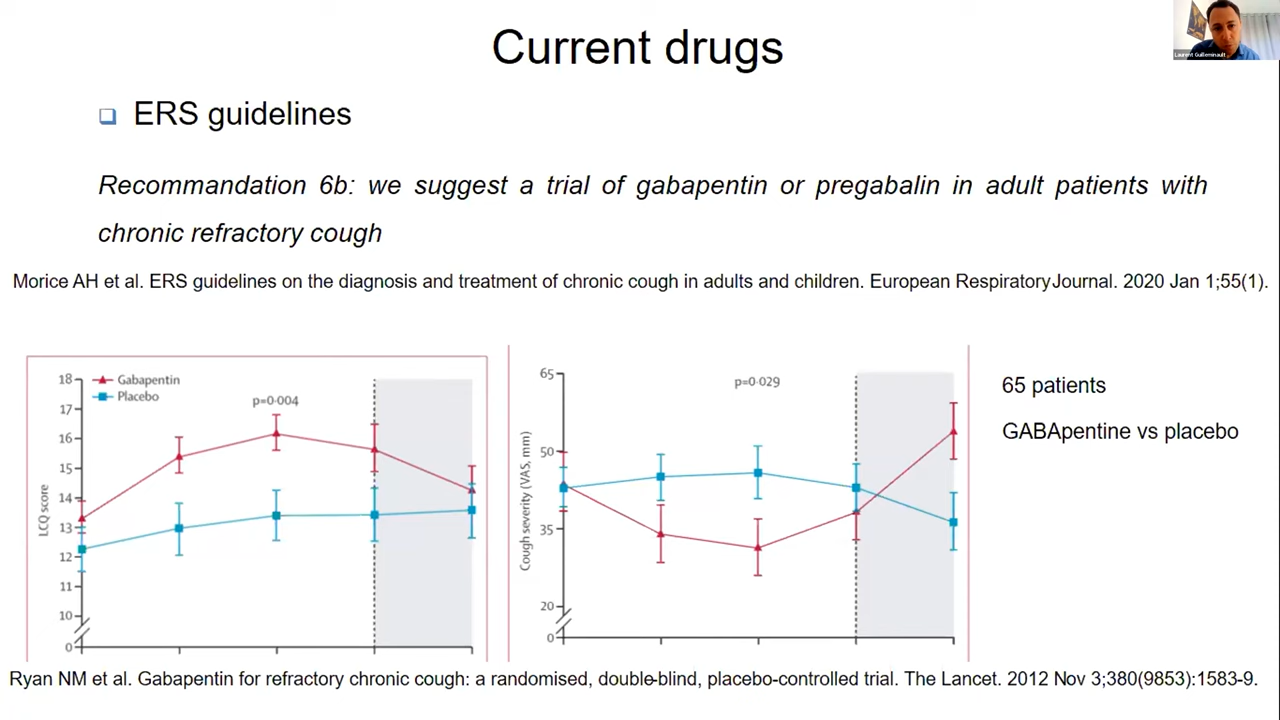 Current drugs
Laurent Guilleminault
ERS guidelines
Recommandation 6b: we suggest a trial of gabapentin or pregabalin in adult patients with
chronic refractory cough
Morice AH et al. ERS guidelines on the diagnosis and treatment of chronic cough in adults and children. European Respiratory Journal. 2020 Jan 1;55(1).
18
17
16
15
14
13
12
11
10
0
LCQ score
Gabapentin
Placebo
p=0·004
65
50
35
20
0
Cough severity (VAS, mm)
p=0·029
65 patients
GABApentine vs placebo
Ryan NM et al. Gabapentin for refractory chronic cough: a randomised, double-blind, placebo-controlled trial. The Lancet. 2012 Nov 3;380(9853):1583-9.